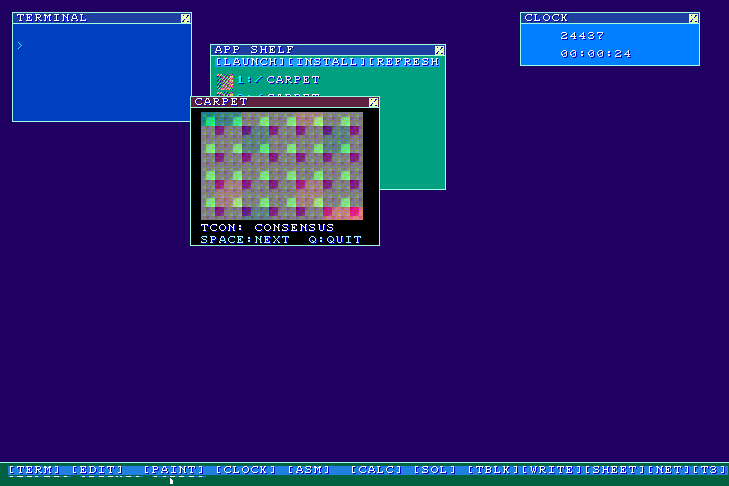 TERMINAL
>
CLOCK
24437
00:00:24
APP SHELF
[LAUNCH][INSTALL][REFRESH
1:/CARPET
CARPET
CARPET
TCON: CONSENSUS
SPACE:NEXT Q:QUIT
[TERM] [EDIT] [PAINT] [CLOCK] [ASM] [CALC] [SOL] [TBLK][WRITE][SHEET][NET][T3]